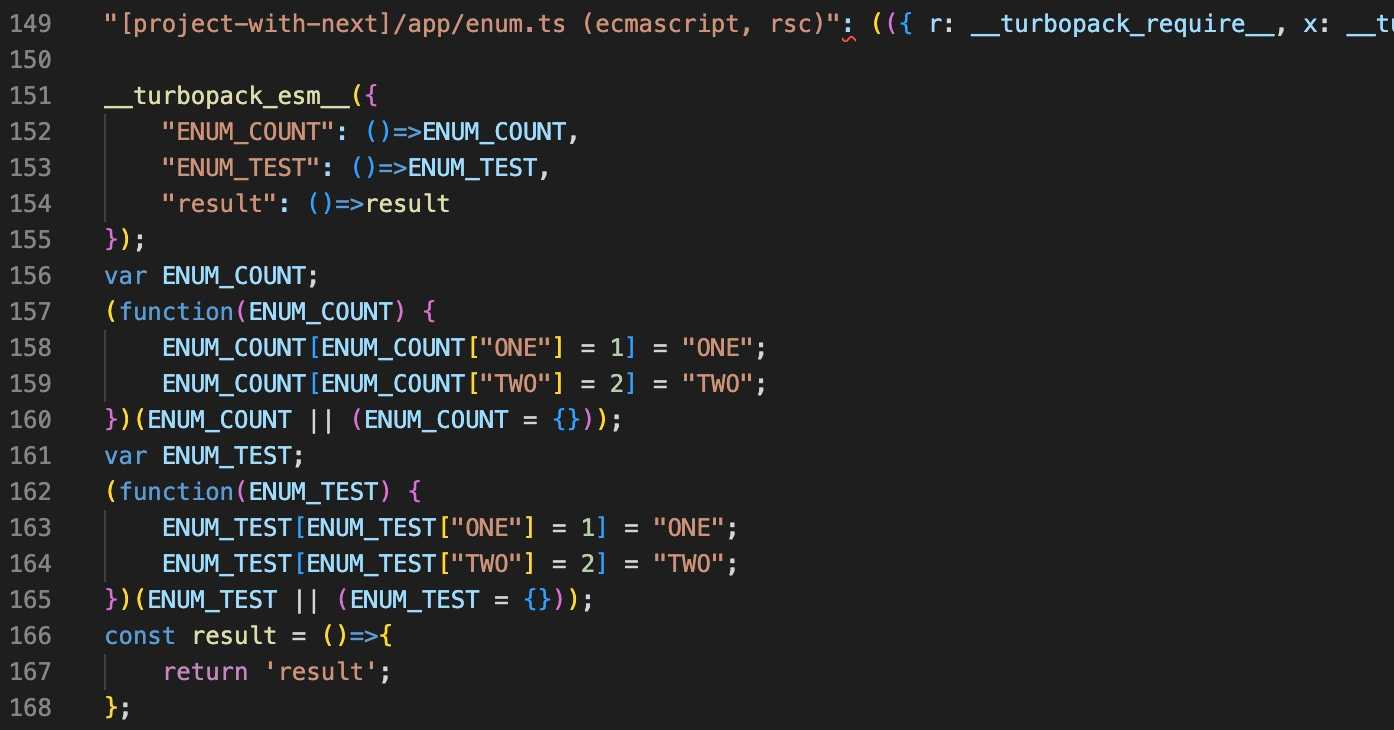 149 "[project-with-next]/app/enum.ts (ecmascript, rsc)": (({ r: __turbopack_require__, x: __tu
150
151 __turbopack_esm__({
152     "ENUM_COUNT": ()=>ENUM_COUNT,
153     "ENUM_TEST": ()=>ENUM_TEST,
154     "result": ()=>result
155 });
156 var ENUM_COUNT;
157 (function(ENUM_COUNT) {
158     ENUM_COUNT[ENUM_COUNT["ONE"] = 1] = "ONE";
159     ENUM_COUNT[ENUM_COUNT["TWO"] = 2] = "TWO";
160 })(ENUM_COUNT || (ENUM_COUNT = {}));
161 var ENUM_TEST;
162 (function(ENUM_TEST) {
163     ENUM_TEST[ENUM_TEST["ONE"] = 1] = "ONE";
164     ENUM_TEST[ENUM_TEST["TWO"] = 2] = "TWO";
165 })(ENUM_TEST || (ENUM_TEST = {}));
166 const result = ()=>{
167     return 'result';
168 };